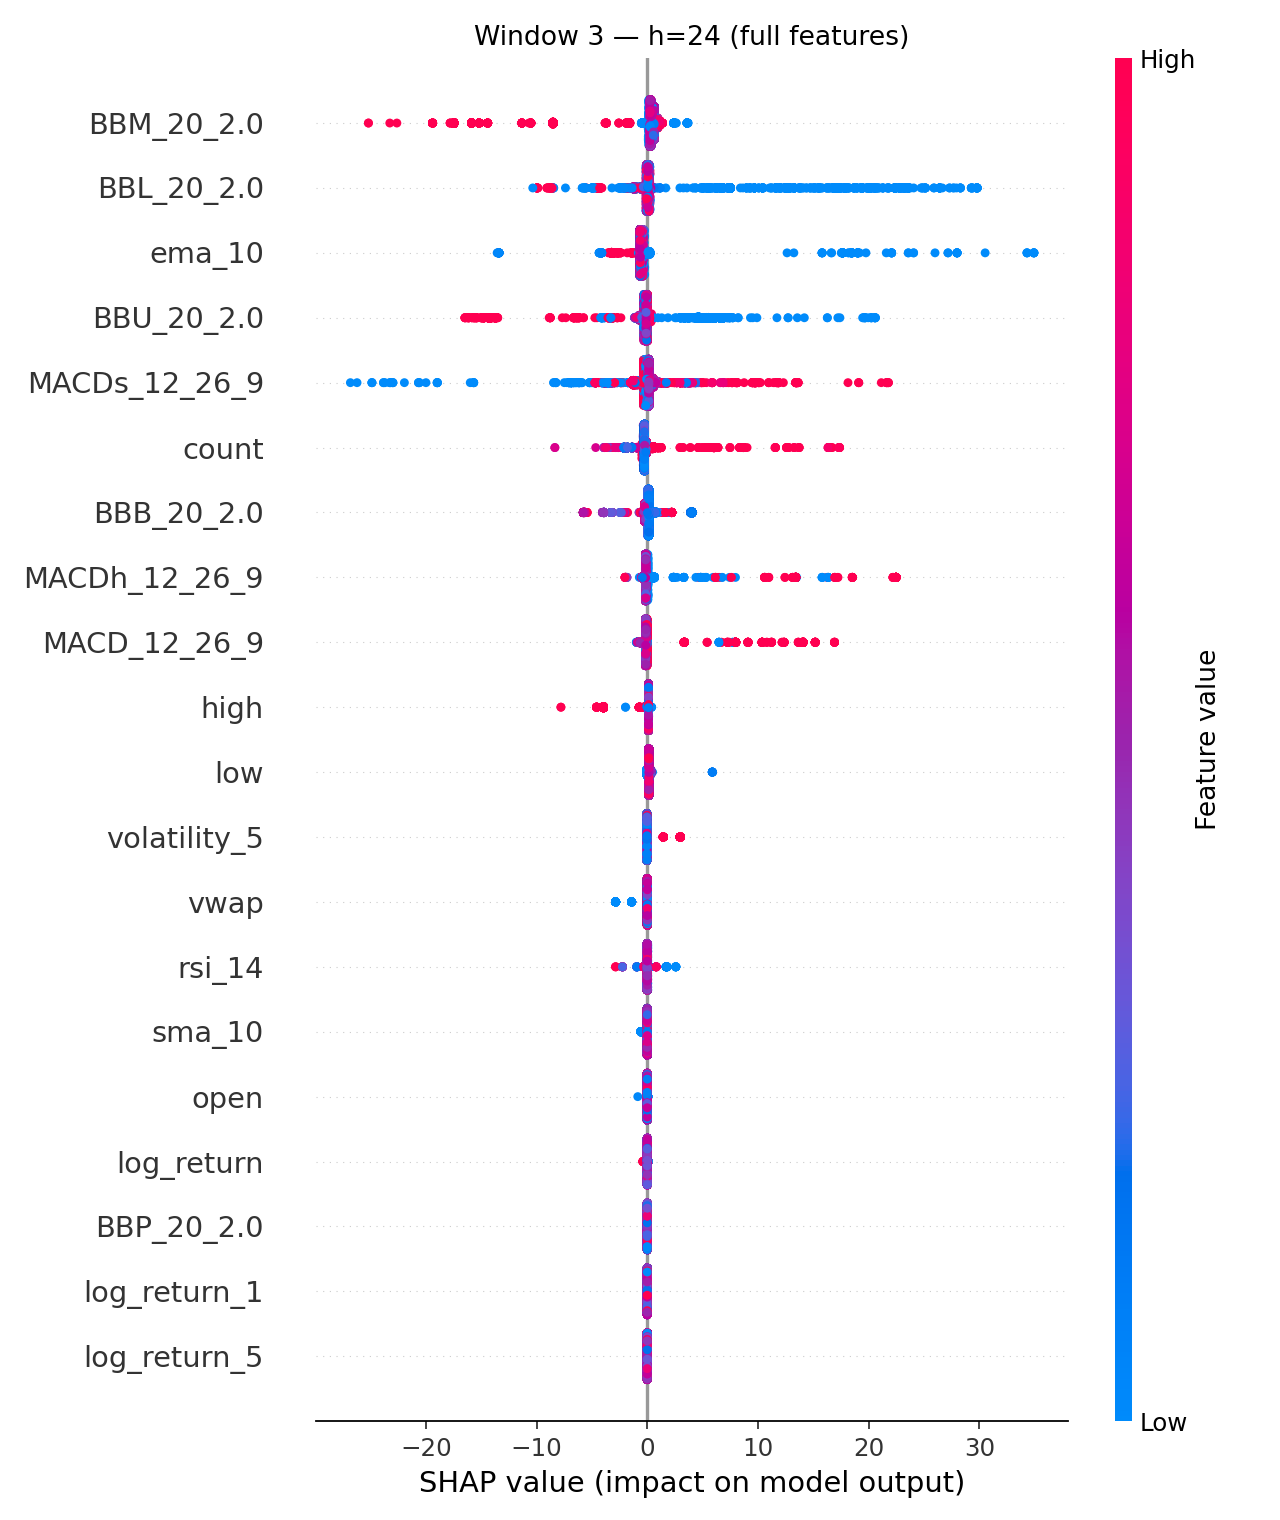 Window 3 — h=24 (full features)
High
BBM_20_2.0
BBL_20_2.0
ema_10
BBU_20_2.0
MACDs_12_26_9
count
BBB_20_2.0
MACDh_12_26_9
MACD_12_26_9
high
low
volatility_5
vwap
rsi_14
sma_10
open
log_return
BBP_20_2.0
log_return_1
log_return_5
Feature value
Low
−20 −10 0 10 20 30
SHAP value (impact on model output)